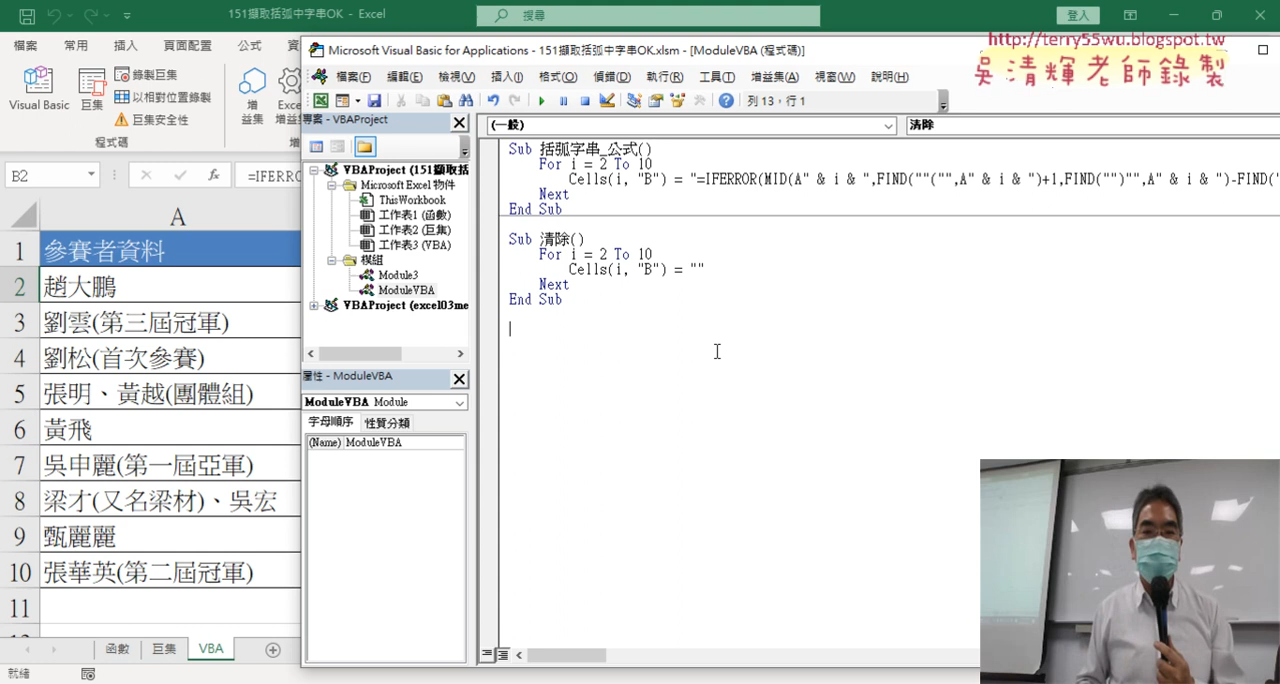 151擷取括弧中字串OK - Excel
搜尋
登入
檔案 常用 插入 頁面配置 公式
Visual Basic
巨集
錄製巨集
以相對位置錄製
巨集安全性
程式碼
增益集
B2
=IFERRO
A
1 參賽者資料
2 趙大鵬
3 劉雲(第三屆冠軍)
4 劉松(首次參賽)
5 張明、黃越(團體組)
6 黃飛
7 吳申麗(第一屆亞軍)
8 梁才(又名梁材)、吳宏
9 甄麗麗
10 張華英(第二屆冠軍)
11
函數 巨集 VBA
就緒
Microsoft Visual Basic for Applications - 151擷取括弧中字串OK.xlsm - [ModuleVBA (程式碼)]
http://terry55wu.blogspot.tw
吳清輝老師錄製
檔案(F) 編輯(E) 檢視(V) 插入(I) 格式(O) 偵錯(D) 執行(R) 工具(T) 增益集(A) 視窗(W) 說明(H)
列 13，行 1
專案 - VBAProject
VBAProject (151擷取括
Microsoft Excel 物件
ThisWorkbook
工作表1 (函數)
工作表2 (巨集)
工作表3 (VBA)
模組
Module3
ModuleVBA
VBAProject (excel03me
屬性 - ModuleVBA
ModuleVBA Module
字母順序 性質分類
(Name) ModuleVBA
(一般) 清除
Sub 括弧字串_公式()
For i = 2 To 10
Cells(i, "B") = "=IFERROR(MID(A" & i & ",FIND(""("",A" & i & ")+1,FIND("")"",A" & i & ")-FIND("
Next
End Sub
Sub 清除()
For i = 2 To 10
Cells(i, "B") = ""
Next
End Sub